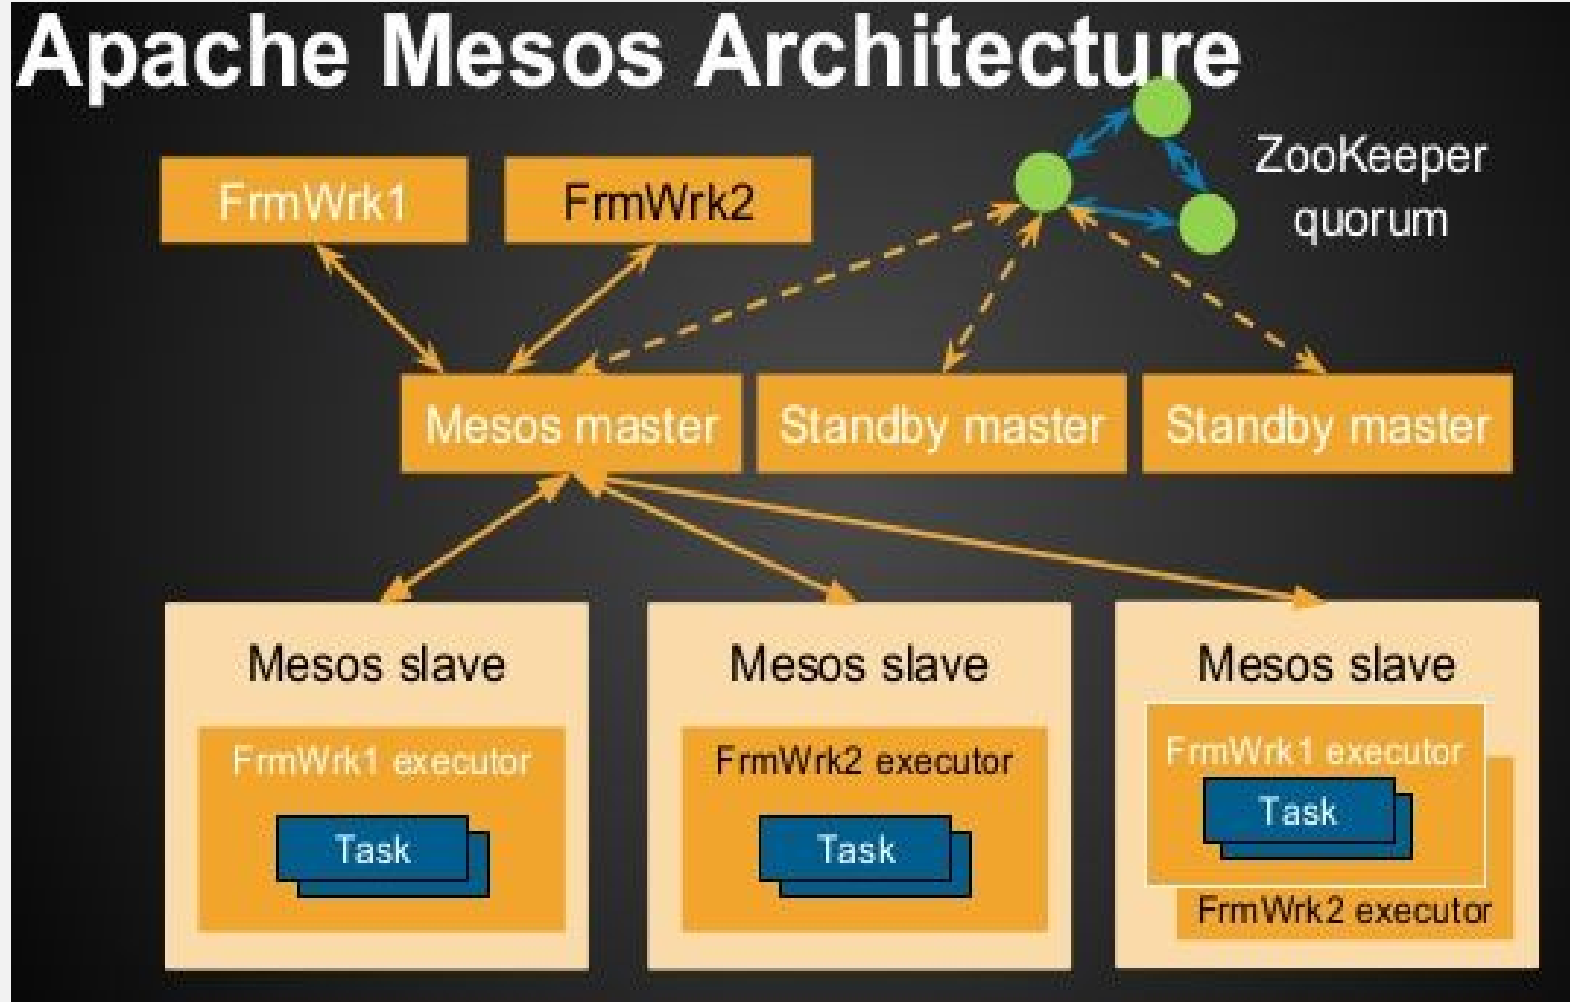 Apache Mesos Architecture
ZooKeeper
quorum
FrmWrk1
FrmWrk2
Mesos master
Standby master
Standby master
Mesos slave
FrmWrk1 executor
Task
Mesos slave
FrmWrk2 executor
Task
Mesos slave
FrmWrk1 executor
Task
FrmWrk2 executor